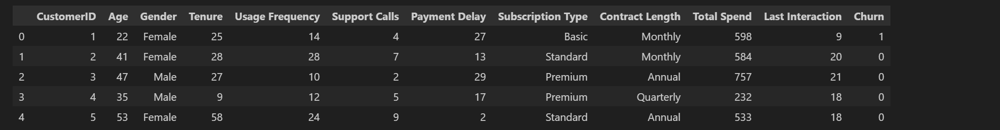 CustomerID Age Gender Tenure Usage Frequency Support Calls Payment Delay Subscription Type Contract Length Total Spend Last Interaction Churn
0 1 22 Female 25 14 4 27 Basic Monthly 598 9 1
1 2 41 Female 28 28 7 13 Standard Monthly 584 20 0
2 3 47 Male 27 10 2 29 Premium Annual 757 21 0
3 4 35 Male 9 12 5 17 Premium Quarterly 232 18 0
4 5 53 Female 58 24 9 2 Standard Annual 533 18 0